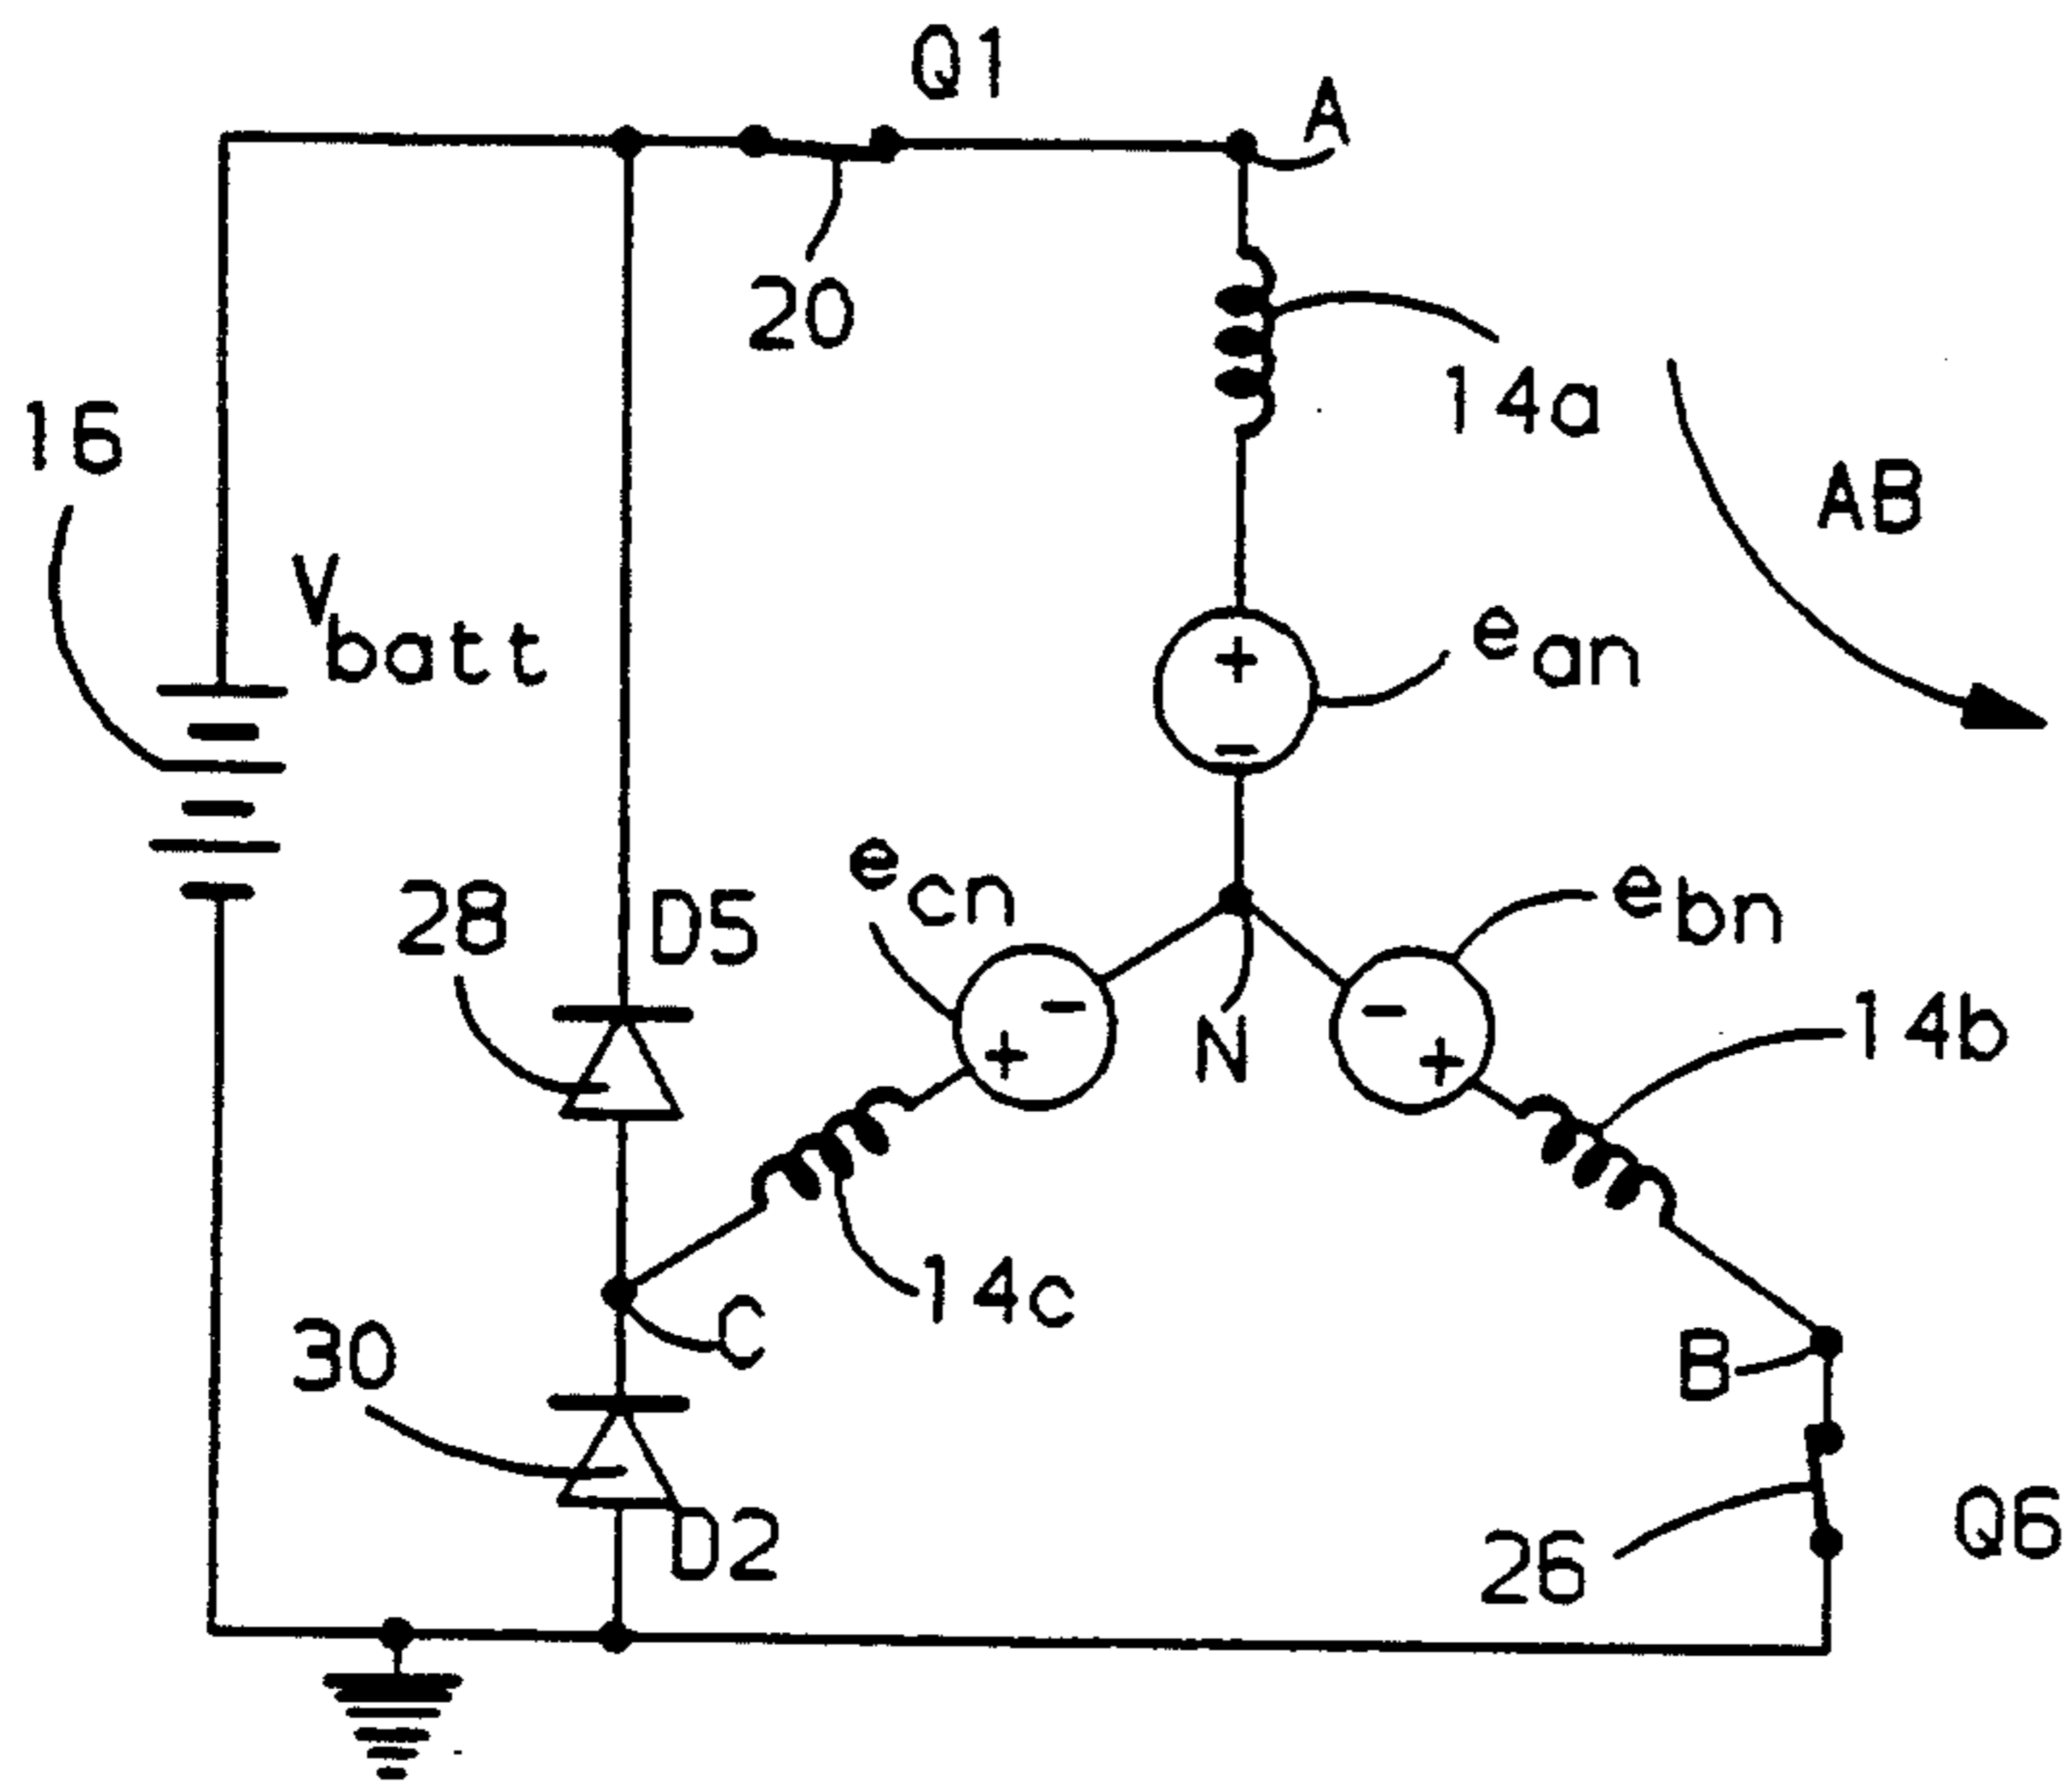 Q1
A
20
14a
16
AB
Vbatt
ean
ecn
ebn
28
D5
N
14b
14c
C
30
B
D2
26
Q6
+
-
-
+
-
+